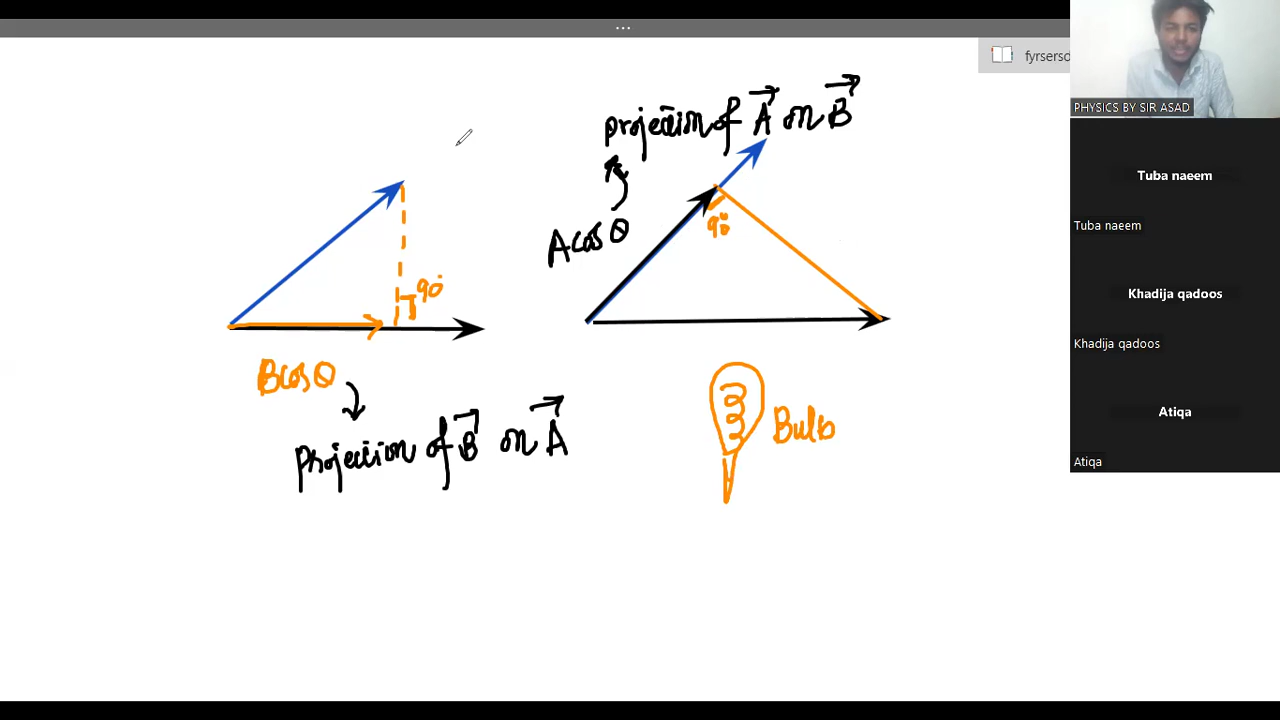 ...
fyrsersd
PHYSICS BY SIR ASAD
projection of A on B
A cos θ
90°
90°
B cos θ
Projection of B on A
Bulb
Tuba naeem
Tuba naeem
Khadija qadoos
Khadija qadoos
Atiqa
Atiqa